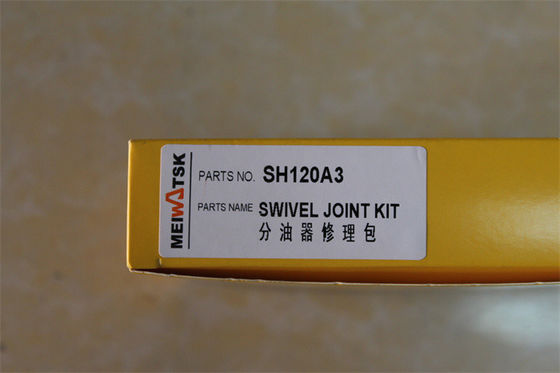 MEIWATSK
PARTS NO. SH120A3
PARTS NAME SWIVEL JOINT KIT
分油器修理包